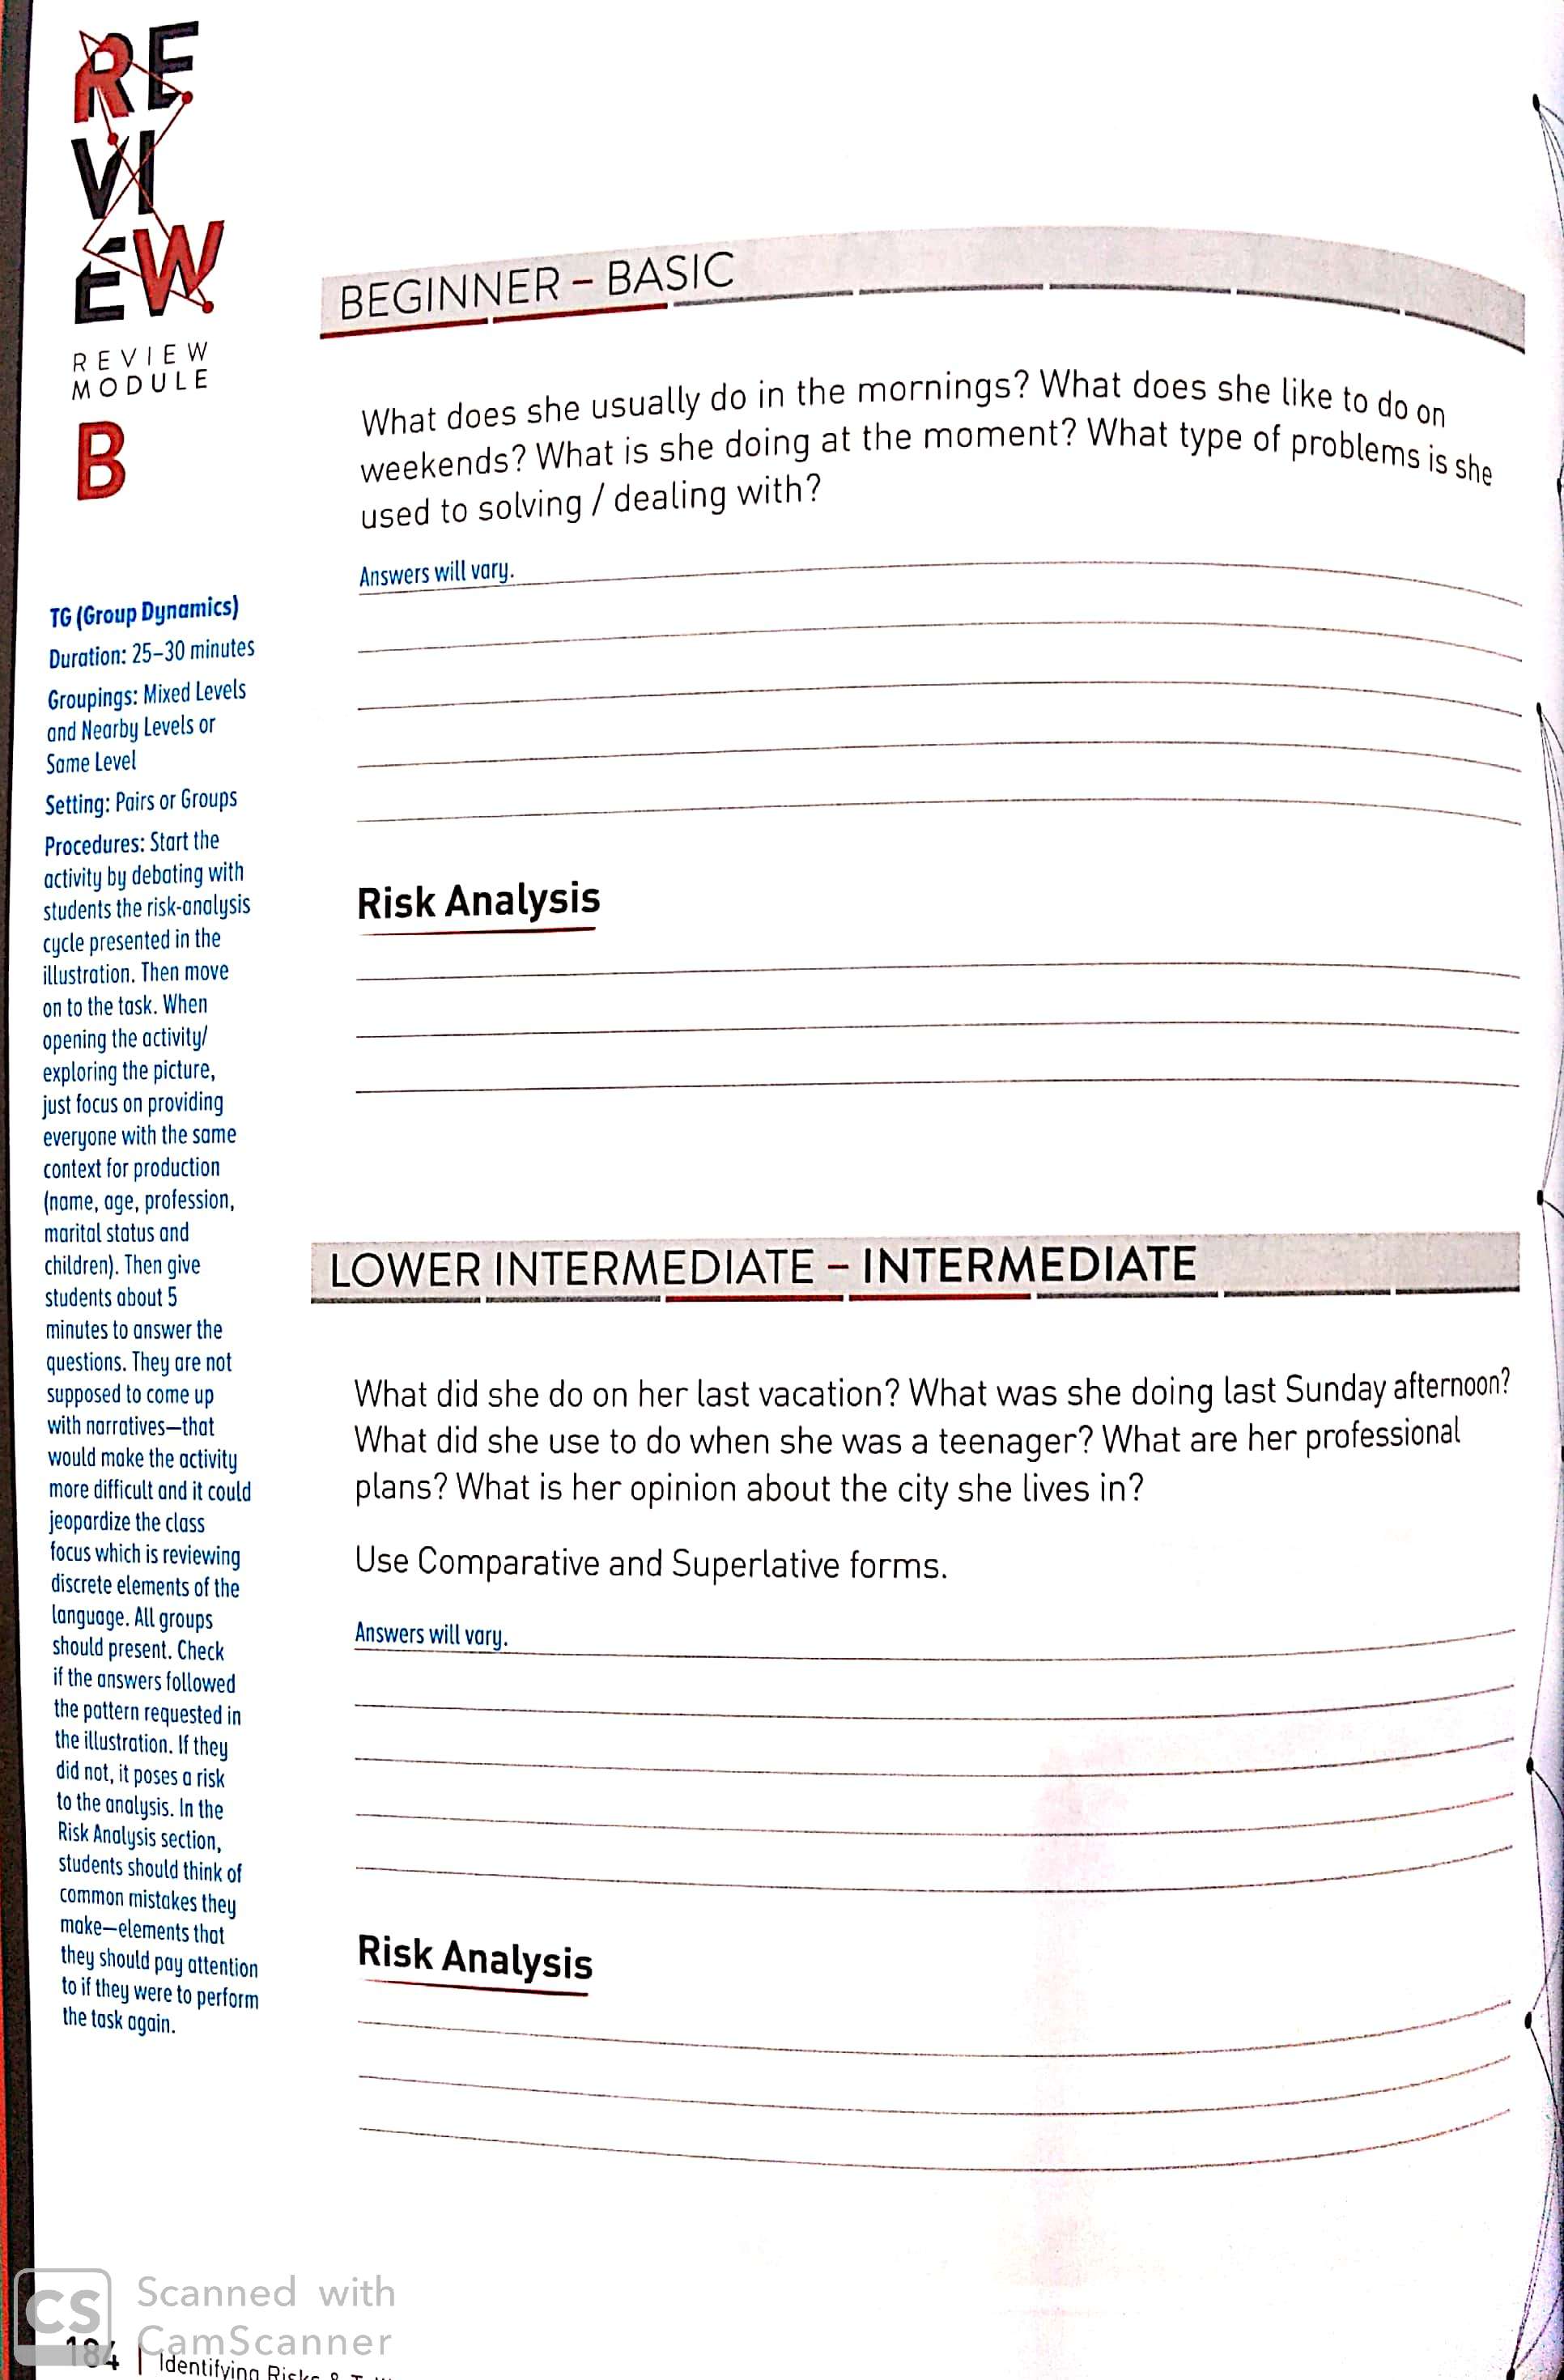 RE
VI
EW
REVIEW
MODULE
B
TG (Group Dynamics)
Duration: 25–30 minutes
Groupings: Mixed Levels
and Nearby Levels or
Same Level
Setting: Pairs or Groups
Procedures: Start the
activity by debating with
students the risk-analysis
cycle presented in the
illustration. Then move
on to the task. When
opening the activity/
exploring the picture,
just focus on providing
everyone with the same
context for production
(name, age, profession,
marital status and
children). Then give
students about 5
minutes to answer the
questions. They are not
supposed to come up
with narratives—that
would make the activity
more difficult and it could
jeopardize the class
focus which is reviewing
discrete elements of the
language. All groups
should present. Check
if the answers followed
the pattern requested in
the illustration. If they
did not, it poses a risk
to the analysis. In the
Risk Analysis section,
students should think of
common mistakes they
make—elements that
they should pay attention
to if they were to perform
the task again.
BEGINNER – BASIC
What does she usually do in the mornings? What does she like to do on
weekends? What is she doing at the moment? What type of problems is she
used to solving / dealing with?
Answers will vary.
Risk Analysis
LOWER INTERMEDIATE – INTERMEDIATE
What did she do on her last vacation? What was she doing last Sunday afternoon?
What did she use to do when she was a teenager? What are her professional
plans? What is her opinion about the city she lives in?
Use Comparative and Superlative forms.
Answers will vary.
Risk Analysis
CS
Scanned with
CamScanner
184 | Identifying Risks &